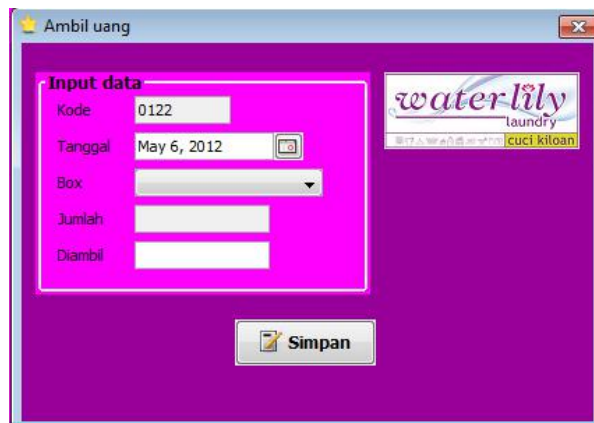 Ambil uang
Input data
Kode 0122
Tanggal May 6, 2012
Box
Jumlah
Diambil
Simpan
waterlily
laundry
cuci kiloan